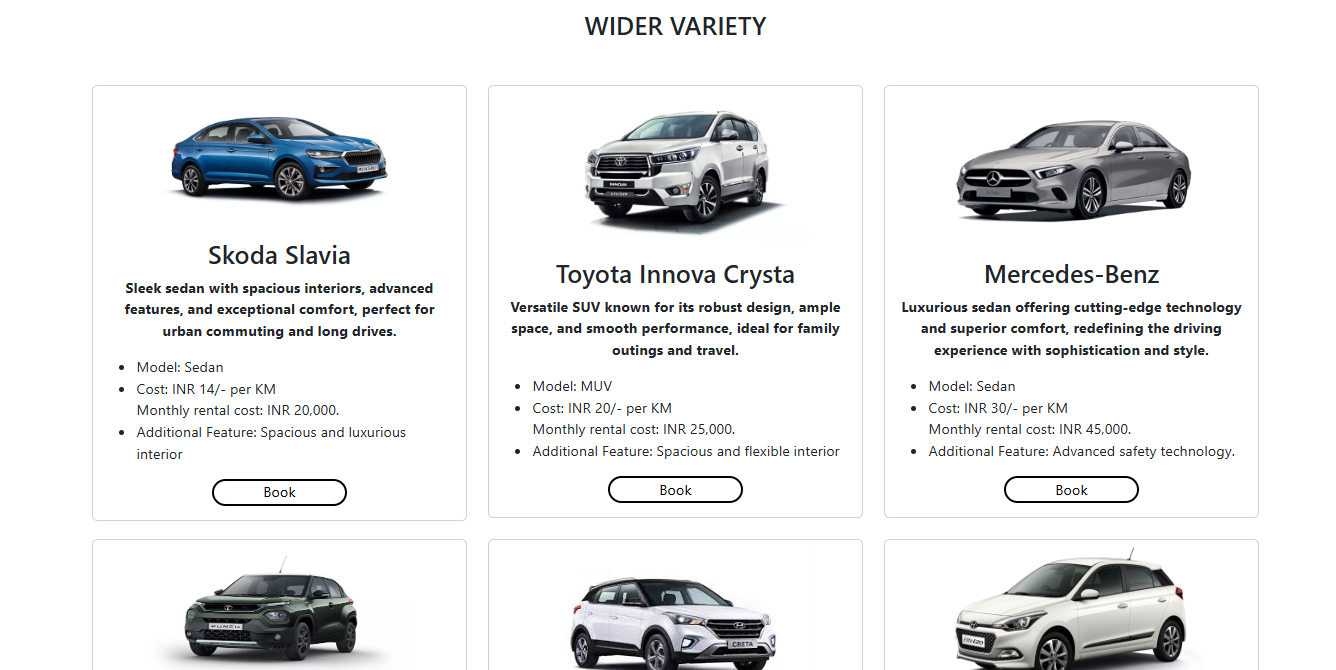 WIDER VARIETY
Skoda Slavia
Sleek sedan with spacious interiors, advanced
features, and exceptional comfort, perfect for
urban commuting and long drives.
Model: Sedan
Cost: INR 14/- per KM
Monthly rental cost: INR 20,000.
Additional Feature: Spacious and luxurious
interior
Book
INNOVA
CRYSTA
Toyota Innova Crysta
Versatile SUV known for its robust design, ample
space, and smooth performance, ideal for family
outings and travel.
Model: MUV
Cost: INR 20/- per KM
Monthly rental cost: INR 25,000.
Additional Feature: Spacious and flexible interior
Book
Mercedes-Benz
Luxurious sedan offering cutting-edge technology
and superior comfort, redefining the driving
experience with sophistication and style.
Model: Sedan
Cost: INR 30/- per KM
Monthly rental cost: INR 45,000.
Additional Feature: Advanced safety technology.
Book
PUNCH
CRETA